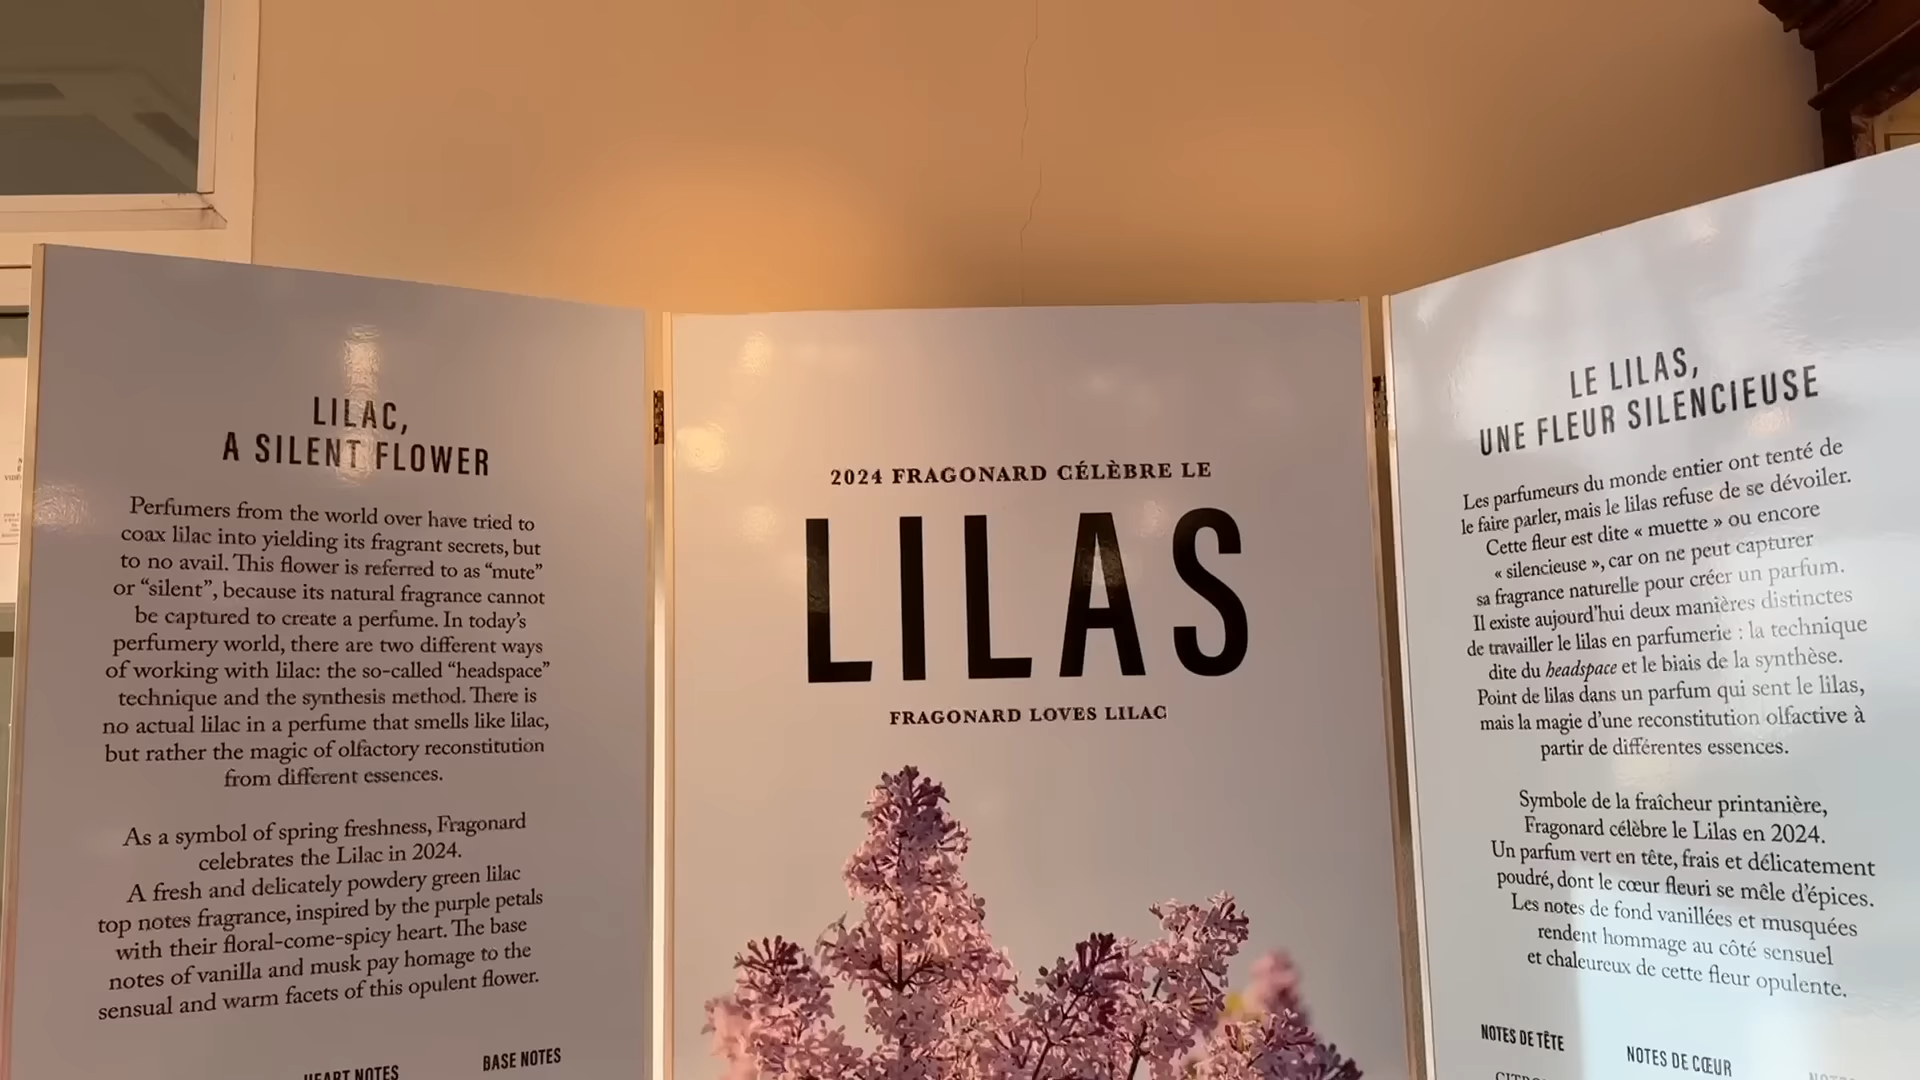 LILAC,
A SILENT FLOWER
Perfumers from the world over have tried to
coax lilac into yielding its fragrant secrets, but
to no avail. This flower is referred to as “mute”
or “silent”, because its natural fragrance cannot
be captured to create a perfume. In today’s
perfumery world, there are two different ways
of working with lilac: the so-called “headspace”
technique and the synthesis method. There is
no actual lilac in a perfume that smells like lilac,
but rather the magic of olfactory reconstitution
from different essences.
As a symbol of spring freshness, Fragonard
celebrates the Lilac in 2024.
A fresh and delicately powdery green lilac
top notes fragrance, inspired by the purple petals
with their floral-come-spicy heart. The base
notes of vanilla and musk pay homage to the
sensual and warm facets of this opulent flower.
HEART NOTES
BASE NOTES
2024 FRAGONARD CÉLÈBRE LE
LILAS
FRAGONARD LOVES LILAC
LE LILAS,
UNE FLEUR SILENCIEUSE
Les parfumeurs du monde entier ont tenté de
le faire parler, mais le lilas refuse de se dévoiler.
Cette fleur est dite « muette » ou encore
« silencieuse », car on ne peut capturer
sa fragrance naturelle pour créer un parfum.
Il existe aujourd’hui deux manières distinctes
de travailler le lilas en parfumerie : la technique
dite du headspace et le biais de la synthèse.
Point de lilas dans un parfum qui sent le lilas,
mais la magie d’une reconstitution olfactive à
partir de différentes essences.
Symbole de la fraîcheur printanière,
Fragonard célèbre le Lilas en 2024.
Un parfum vert en tête, frais et délicatement
poudré, dont le cœur fleuri se mêle d’épices.
Les notes de fond vanillées et musquées
rendent hommage au côté sensuel
et chaleureux de cette fleur opulente.
NOTES DE TÊTE
NOTES DE CŒUR